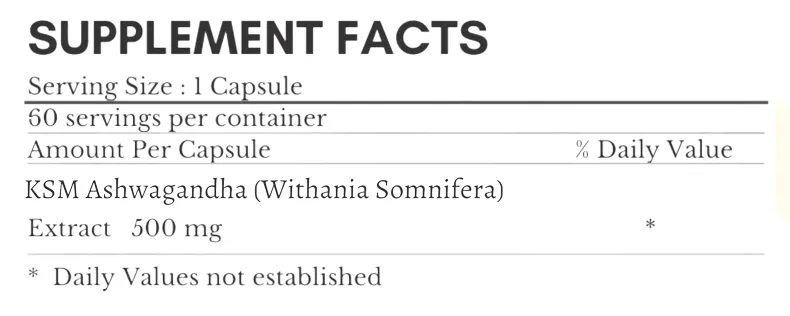 SUPPLEMENT FACTS
Serving Size : 1 Capsule
60 servings per container
Amount Per Capsule % Daily Value
KSM Ashwagandha (Withania Somnifera)
Extract 500 mg *
* Daily Values not established